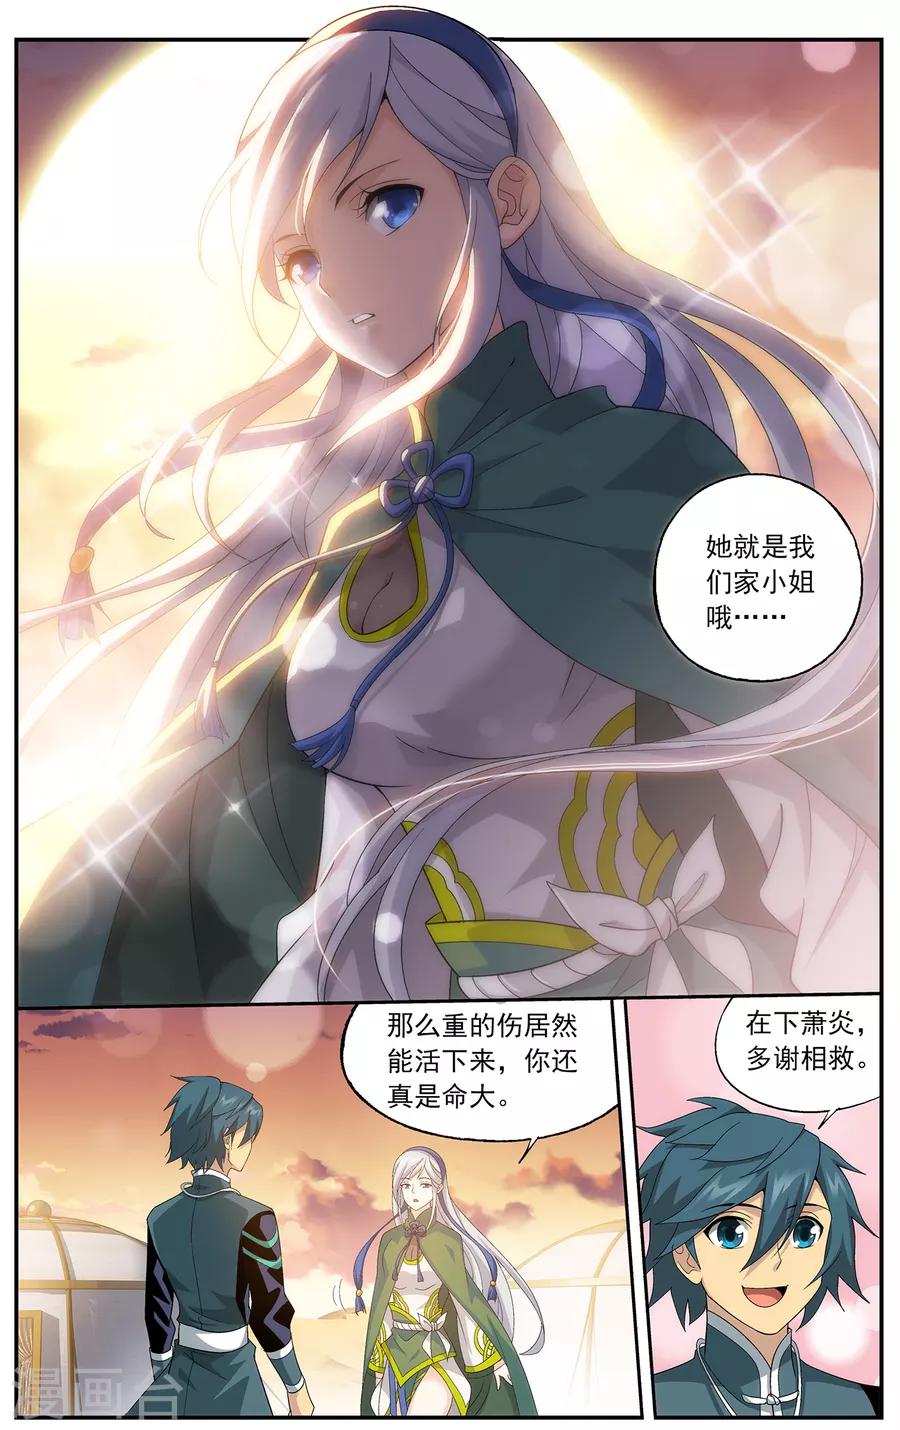 她就是我
们家小姐
哦……
那么重的伤居然
能活下来，你还
真是命大。
在下萧炎，
多谢相救。
漫画台